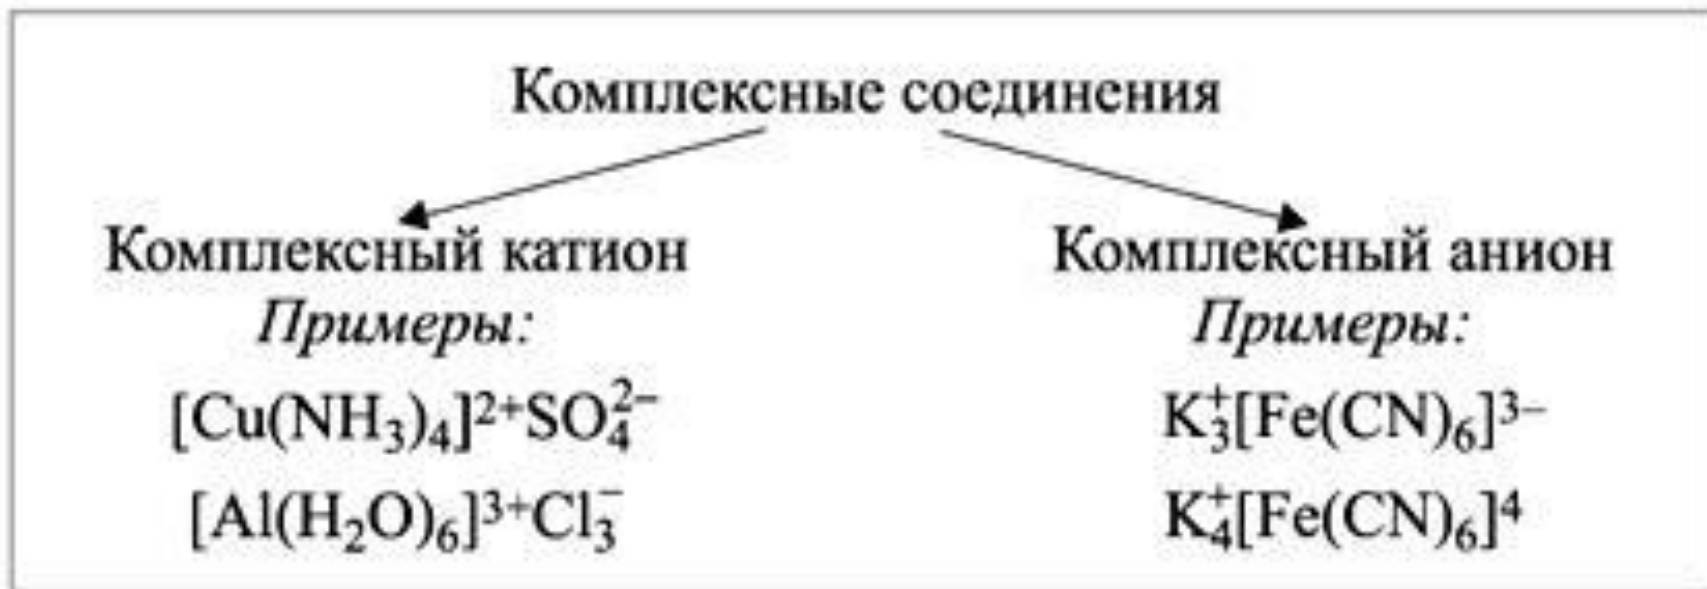 Комплексные соединения
Комплексный катион
Примеры:
[Cu(NH₃)₄]²⁺SO₄²⁻
[Al(H₂O)₆]³⁺Cl₃⁻
Комплексный анион
Примеры:
K₃⁺[Fe(CN)₆]³⁻
K₄⁺[Fe(CN)₆]⁴